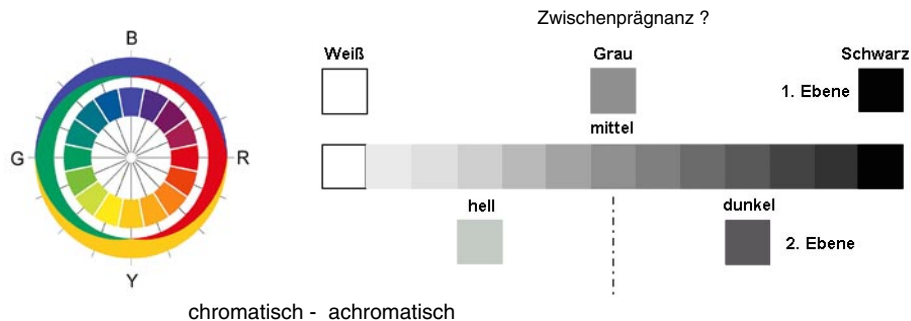 Zwischenprägnanz ?
B
Weiß Grau Schwarz
1. Ebene
mittel
G R
hell dunkel
2. Ebene
Y
chromatisch - achromatisch